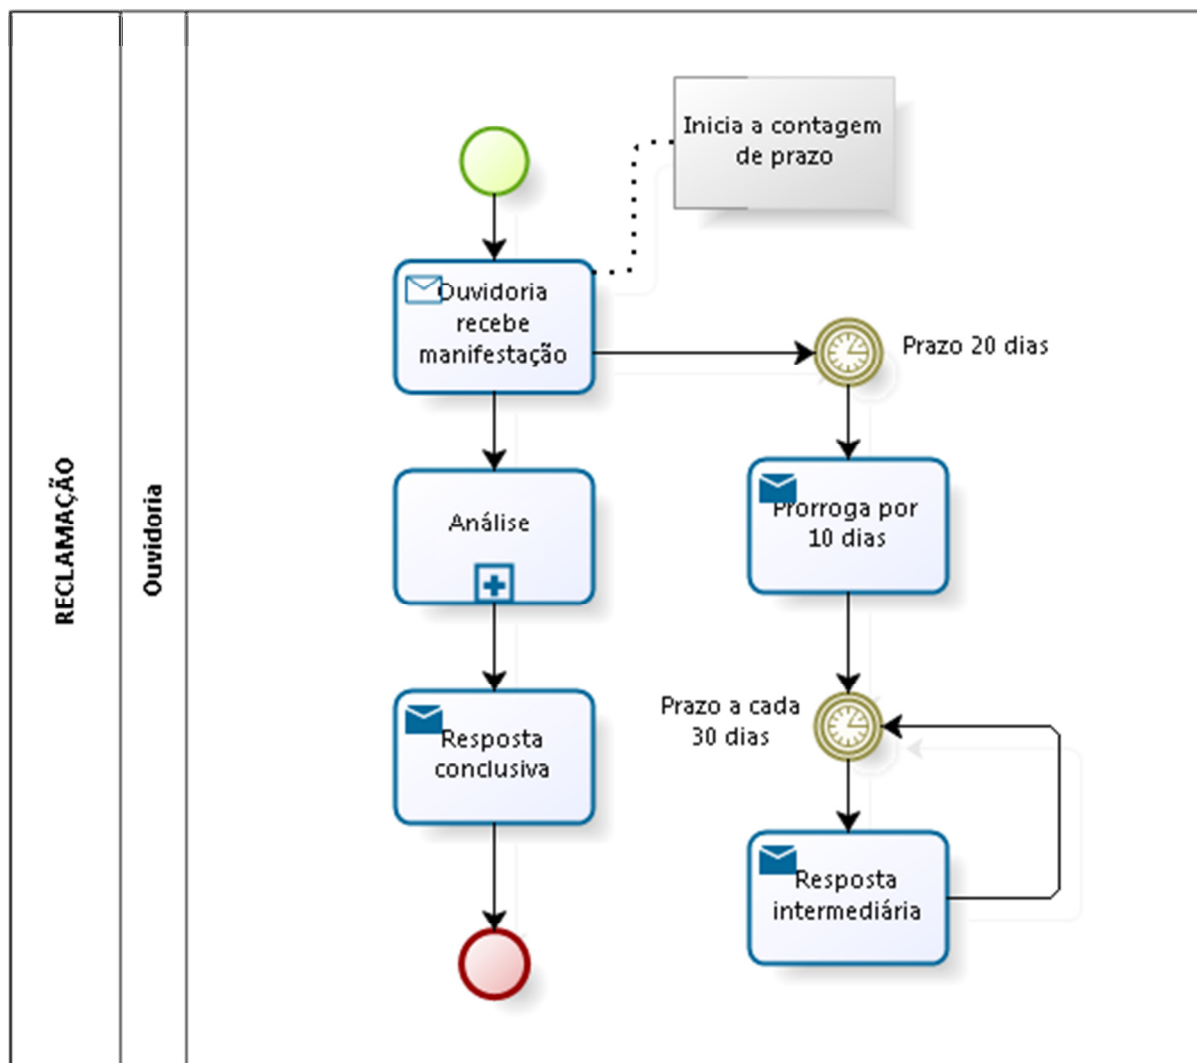 RECLAMAÇÃO
Ouvidoria
Inicia a contagem
de prazo
Ouvidoria
recebe
manifestação
Prazo 20 dias
Análise
Prorroga por
10 dias
Resposta
conclusiva
Prazo a cada
30 dias
Resposta
intermediária